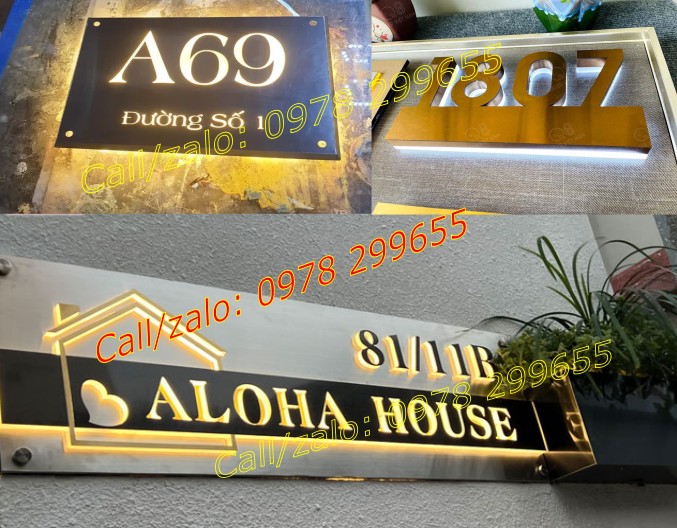 A69
Đường Số 1
Call/zalo: 0978 299655
1807
Call/zalo: 0978 299655
81/11B
ALOHA HOUSE
Call/zalo: 0978 299655